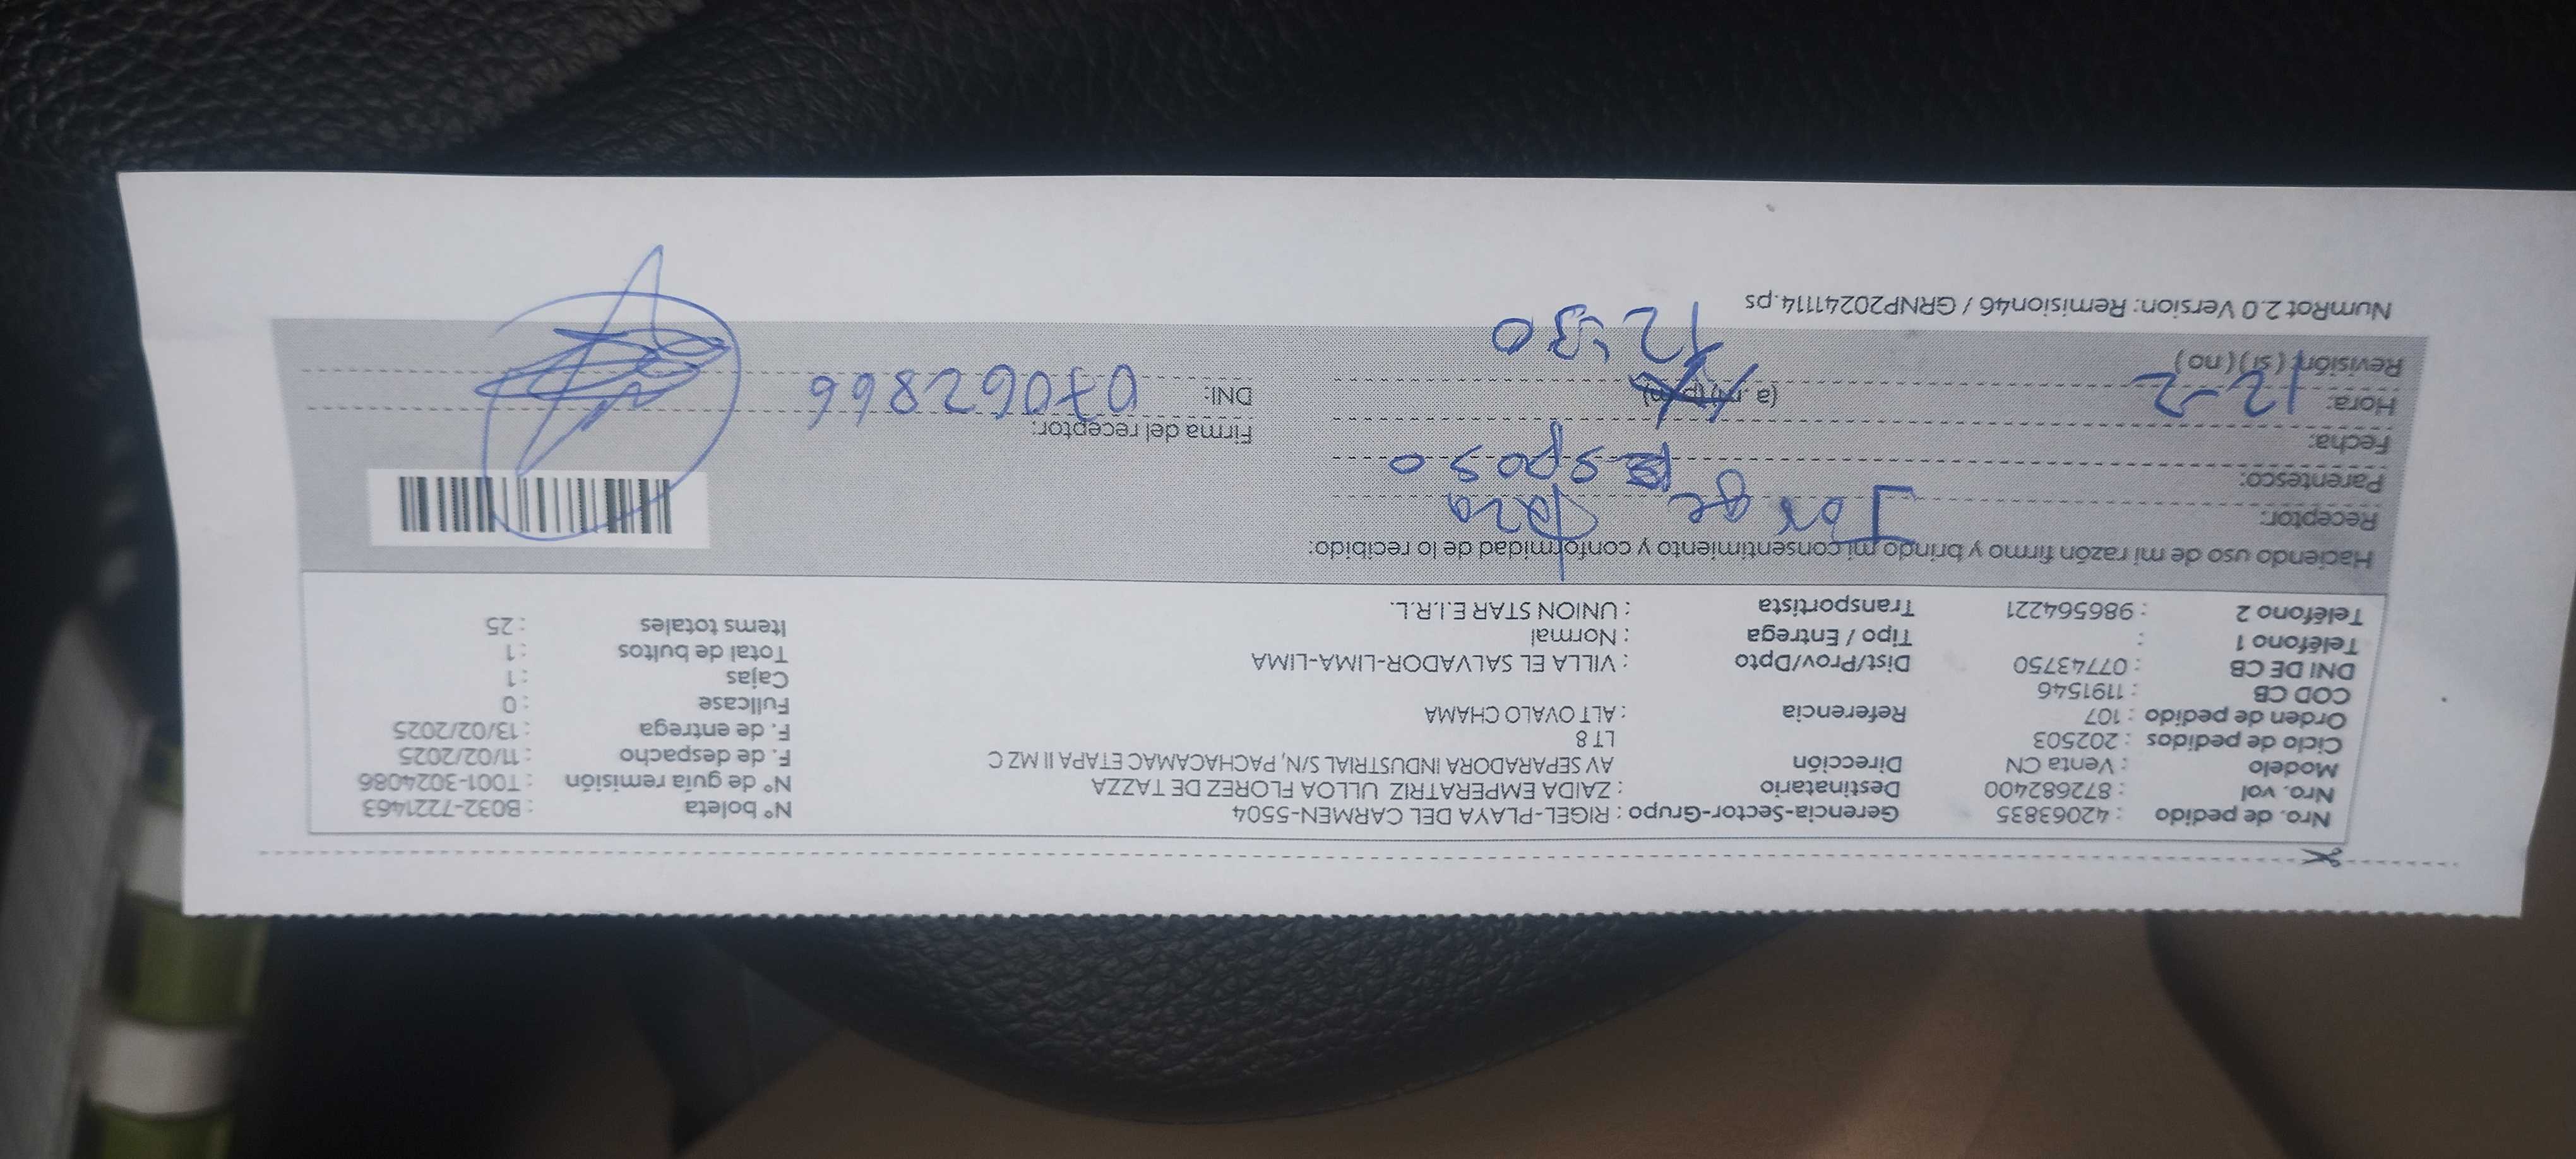 Nro. de pedido : 42063835 Gerencia-Sector-Grupo : RIGEL-PLAYA DEL CARMEN-5504 N° boleta : B032-7221463
Nro. vol : 872682400 Destinatario : ZAIDA EMPERATRIZ ULLOA FLOREZ DE TAZZA N° de guía remisión : T001-3024086
Modelo : Venta CN Dirección AV SEPARADORA INDUSTRIAL S/N, PACHACAMAC ETAPA II MZ C F. de despacho : 11/02/2025
Ciclo de pedidos : 202503 LT 8 F. de entrega : 13/02/2025
Orden de pedido : 107 Referencia : ALT OVALO CHAMA Fullcase : 0
COD CB : 1191546 Cajas : 1
DNI DE CB : 07743750 Dist/Prov/Dpto : VILLA EL SALVADOR-LIMA-LIMA Total de bultos : 1
Teléfono 1 : Tipo / Entrega : Normal Items totales : 25
Teléfono 2 : 986564221 Transportista : UNION STAR E.I.R.L.
Haciendo uso de mi razón firmo y brindo mi consentimiento y conformidad de lo recibido:
Receptor: Jorge
Parentesco: Esposo
Fecha: 12-2 Firma del receptor:
Hora: (a.m) (p.m) DNI: 070628666
Revisión (si) (no) 12:30
NumRot 2.0 Version: Remision46 / GRNP20241114.ps